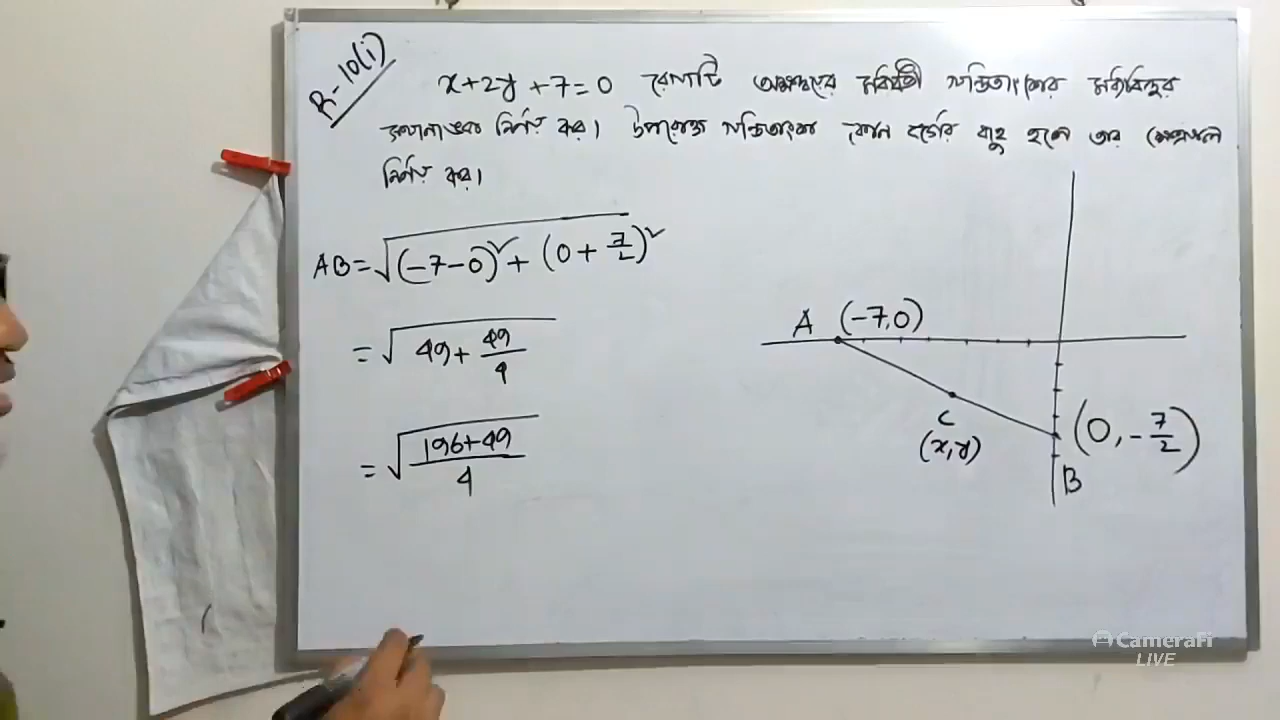 R-10(i)
x+2y+7=0 রেখাটি অক্ষদ্বয়ের মধ্যবর্তী খন্ডিতাংশের মধ্যবিন্দুর
স্থানাঙ্ক নির্ণয় কর। উপরোক্ত খন্ডিতাংশ কোন বর্গের বাহু হলে তার ক্ষেত্রফল
নির্ণয় কর।
AB=√(-7-0)²+(0+7/2)²
=√49+49/4
=√196+49/4
A (-7,0)
C
(x,y)
(0,-7/2)
B
CameraFi
LIVE